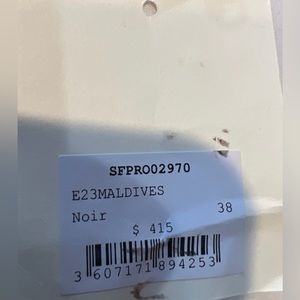 SFPRO02970
E23MALDIVES
Noir 38
$ 415
3 607171 894253